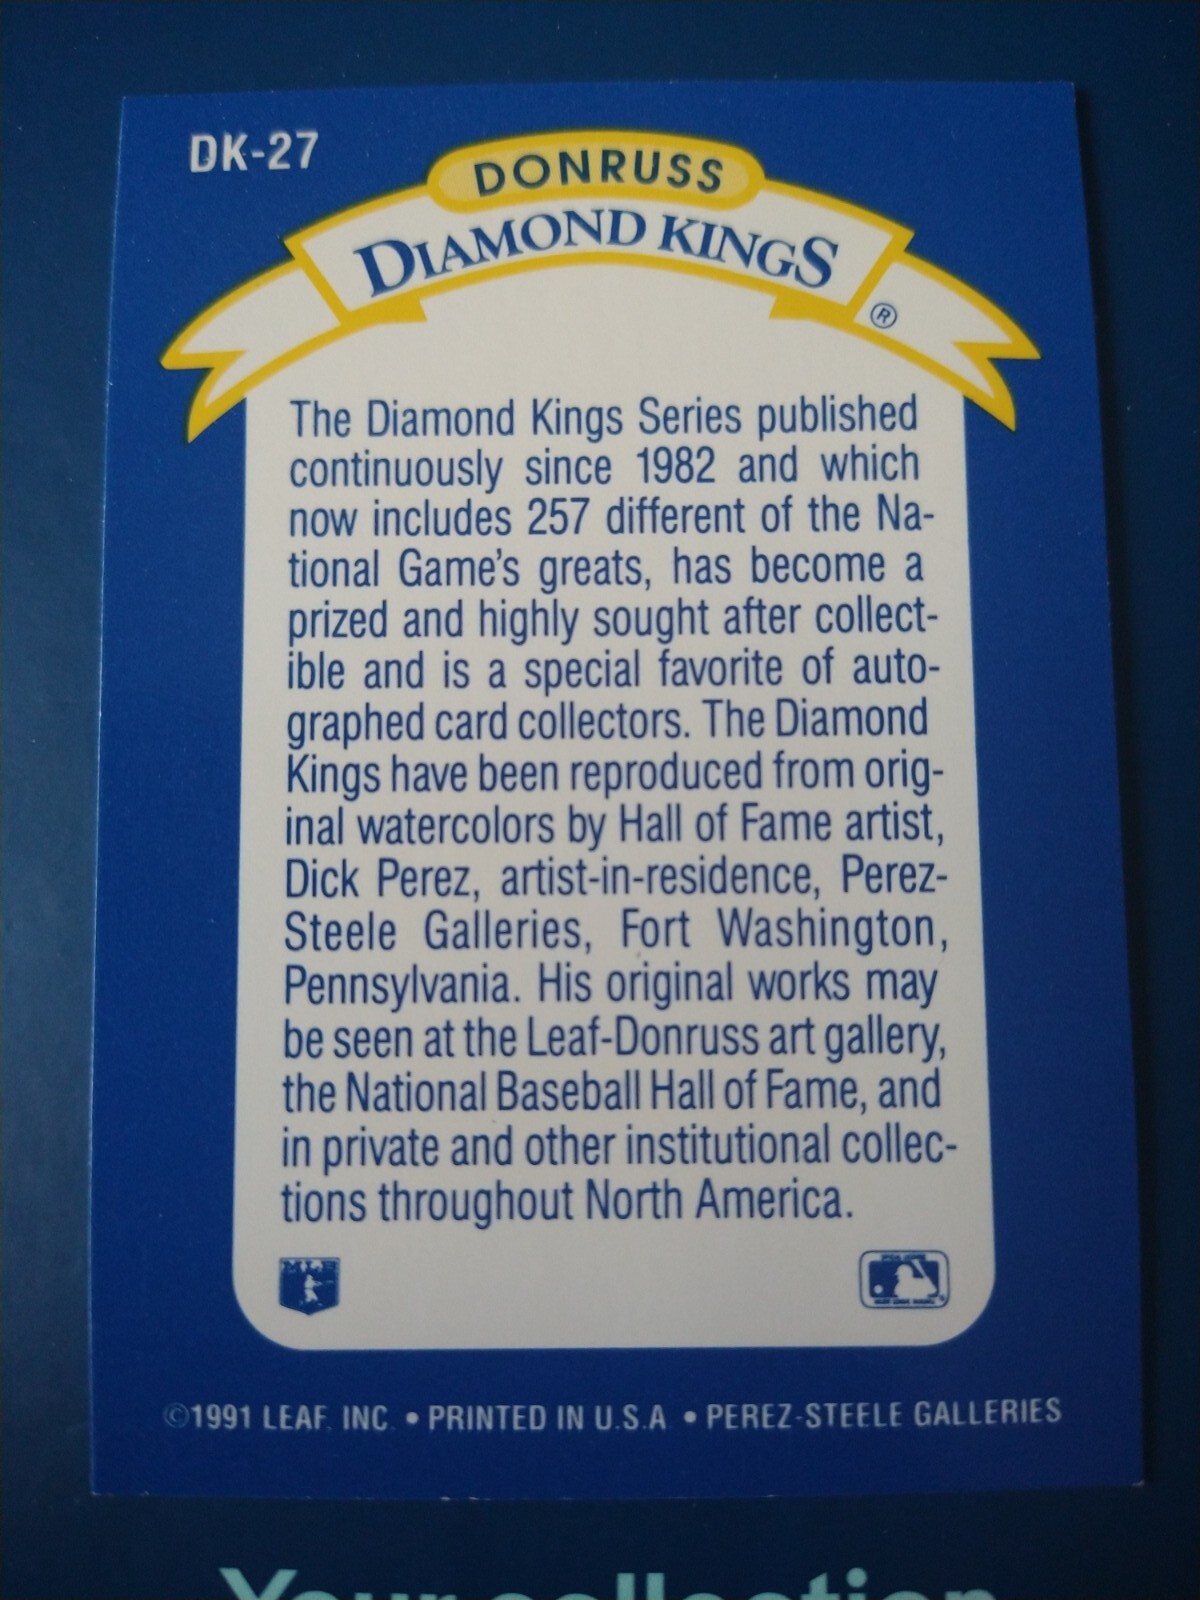 DK-27
DONRUSS
DIAMOND KINGS
®
The Diamond Kings Series published
continuously since 1982 and which
now includes 257 different of the Na-
tional Game's greats, has become a
prized and highly sought after collect-
ible and is a special favorite of auto-
graphed card collectors. The Diamond
Kings have been reproduced from orig-
inal watercolors by Hall of Fame artist,
Dick Perez, artist-in-residence, Perez-
Steele Galleries, Fort Washington,
Pennsylvania. His original works may
be seen at the Leaf-Donruss art gallery,
the National Baseball Hall of Fame, and
in private and other institutional collec-
tions throughout North America.
©1991 LEAF, INC. • PRINTED IN U.S.A. • PEREZ-STEELE GALLERIES
Your collection